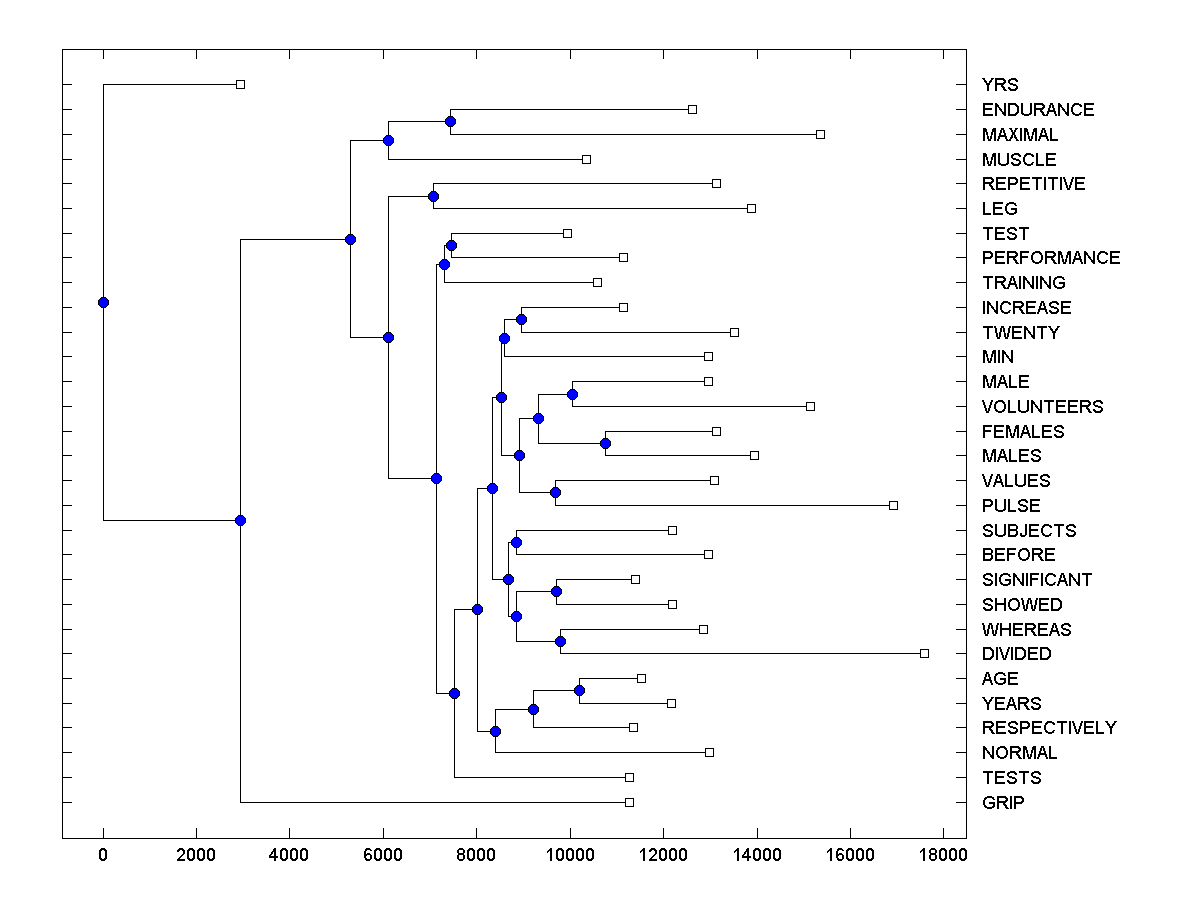 YRS
ENDURANCE
MAXIMAL
MUSCLE
REPETITIVE
LEG
TEST
PERFORMANCE
TRAINING
INCREASE
TWENTY
MIN
MALE
VOLUNTEERS
FEMALES
MALES
VALUES
PULSE
SUBJECTS
BEFORE
SIGNIFICANT
SHOWED
WHEREAS
DIVIDED
AGE
YEARS
RESPECTIVELY
NORMAL
TESTS
GRIP
0 2000 4000 6000 8000 10000 12000 14000 16000 18000